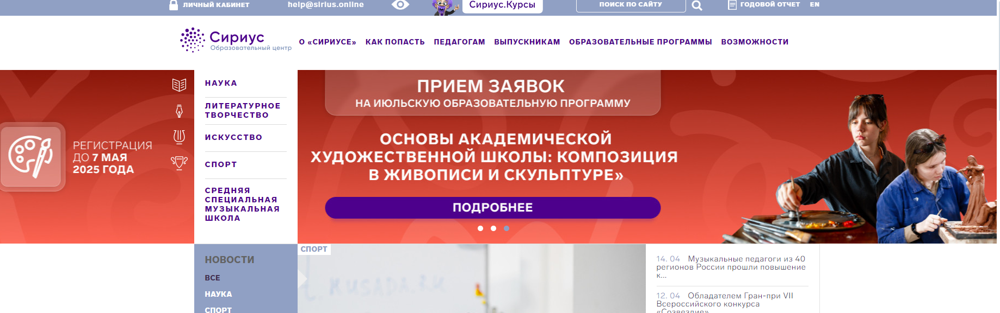 ЛИЧНЫЙ КАБИНЕТ
help@sirius.online
Сириус.Курсы
ПОИСК ПО САЙТУ
ГОДОВОЙ ОТЧЕТ
EN
Сириус
Образовательный центр
О «СИРИУСЕ»
КАК ПОПАСТЬ
ПЕДАГОГАМ
ВЫПУСКНИКАМ
ОБРАЗОВАТЕЛЬНЫЕ ПРОГРАММЫ
ВОЗМОЖНОСТИ
РЕГИСТРАЦИЯ
ДО 7 МАЯ
2025 ГОДА
НАУКА
ЛИТЕРАТУРНОЕ
ТВОРЧЕСТВО
ИСКУССТВО
СПОРТ
СРЕДНЯЯ
СПЕЦИАЛЬНАЯ
МУЗЫКАЛЬНАЯ
ШКОЛА
ПРИЕМ ЗАЯВОК
НА ИЮЛЬСКУЮ ОБРАЗОВАТЕЛЬНУЮ ПРОГРАММУ
ОСНОВЫ АКАДЕМИЧЕСКОЙ
ХУДОЖЕСТВЕННОЙ ШКОЛЫ: КОМПОЗИЦИЯ
В ЖИВОПИСИ И СКУЛЬПТУРЕ»
ПОДРОБНЕЕ
НОВОСТИ
ВСЕ
НАУКА
СПОРТ
СПОРТ
14. 04 Музыкальные педагоги из 40
регионов России прошли повышение
к...
12. 04 Обладателем Гран-при VII
Всероссийского конкурса
«Созвездие»